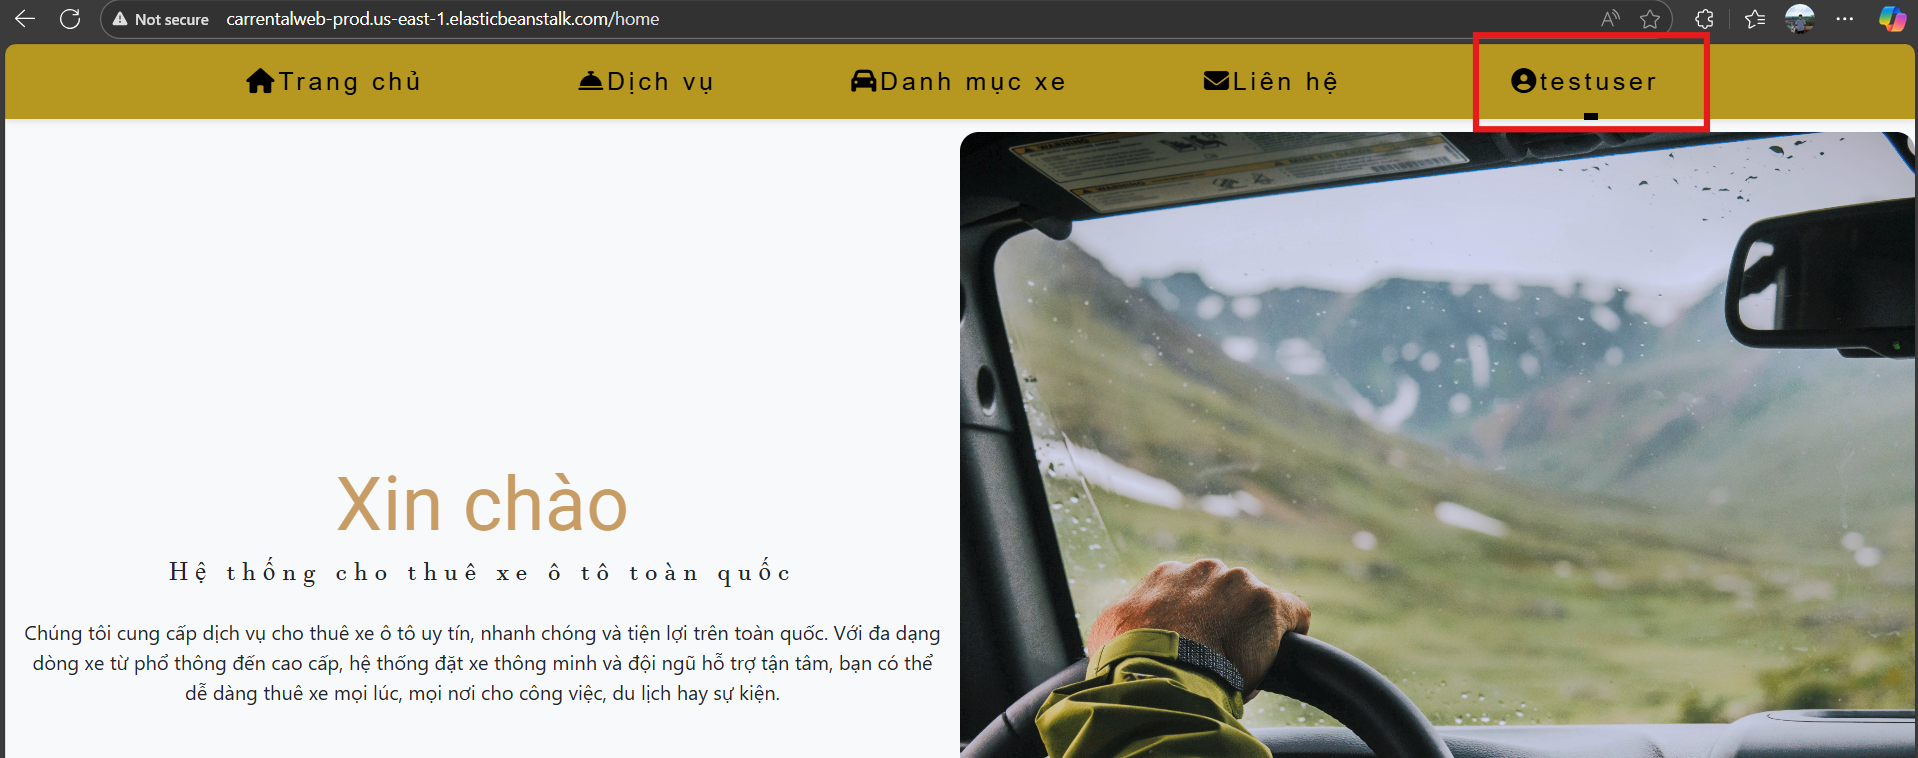 Not secure carrentalweb-prod.us-east-1.elasticbeanstalk.com/home
Trang chủ Dịch vụ Danh mục xe Liên hệ testuser
WARNING
WARNING
Xin chào
Hệ thống cho thuê xe ô tô toàn quốc
Chúng tôi cung cấp dịch vụ cho thuê xe ô tô uy tín, nhanh chóng và tiện lợi trên toàn quốc. Với đa dạng
dòng xe từ phổ thông đến cao cấp, hệ thống đặt xe thông minh và đội ngũ hỗ trợ tận tâm, bạn có thể
dễ dàng thuê xe mọi lúc, mọi nơi cho công việc, du lịch hay sự kiện.